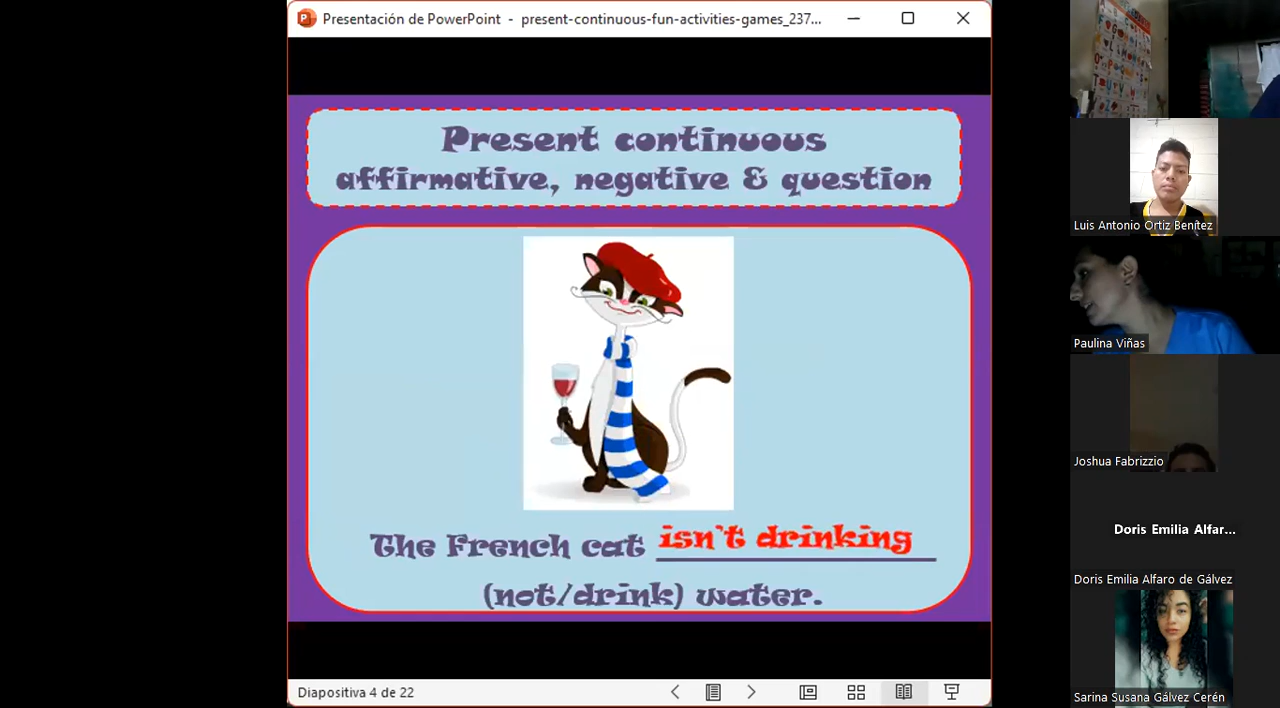 Presentación de PowerPoint - present-continuous-fun-activities-games_237...
Present continuous
affirmative, negative & question
The French cat isn't drinking
(not/drink) water.
Diapositiva 4 de 22
Luis Antonio Ortiz Benítez
Paulina Viñas
Joshua Fabrizzio
Doris Emilia Alfar...
Doris Emilia Alfaro de Gálvez
Sarina Susana Gálvez Cerén